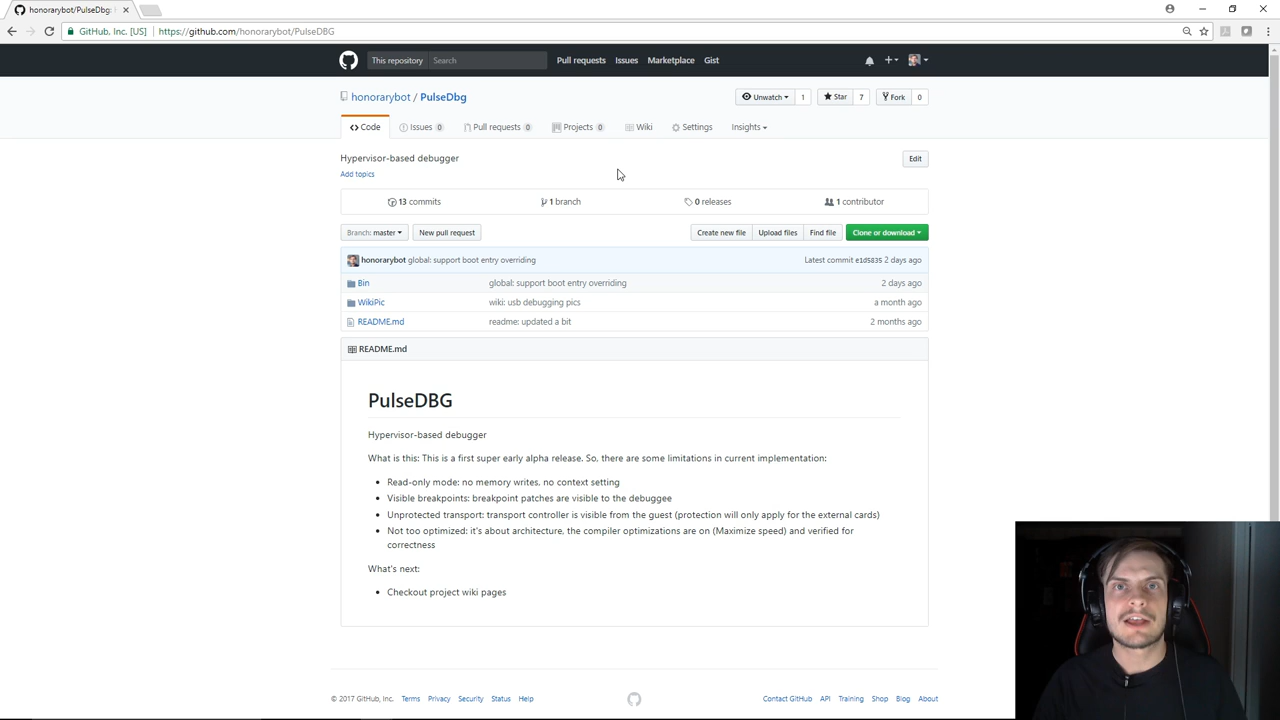 honorarybot/PulseDbg:
GitHub, Inc. [US] https://github.com/honorarybot/PulseDBG
This repository Search Pull requests Issues Marketplace Gist
honorarybot / PulseDbg
Unwatch 1 Star 7 Fork 0
Code Issues 0 Pull requests 0 Projects 0 Wiki Settings Insights
Hypervisor-based debugger
Edit
Add topics
13 commits 1 branch 0 releases 1 contributor
Branch: master New pull request Create new file Upload files Find file Clone or download
honorarybot global: support boot entry overriding Latest commit e1d5835 2 days ago
Bin global: support boot entry overriding 2 days ago
WikiPic wiki: usb debugging pics a month ago
README.md readme: updated a bit 2 months ago
README.md
PulseDBG
Hypervisor-based debugger
What is this: This is a first super early alpha release. So, there are some limitations in current implementation:
• Read-only mode: no memory writes, no context setting
• Visible breakpoints: breakpoint patches are visible to the debuggee
• Unprotected transport: transport controller is visible from the guest (protection will only apply for the external cards)
• Not too optimized: it's about architecture, the compiler optimizations are on (Maximize speed) and verified for
correctness
What's next:
• Checkout project wiki pages
© 2017 GitHub, Inc. Terms Privacy Security Status Help Contact GitHub API Training Shop Blog About